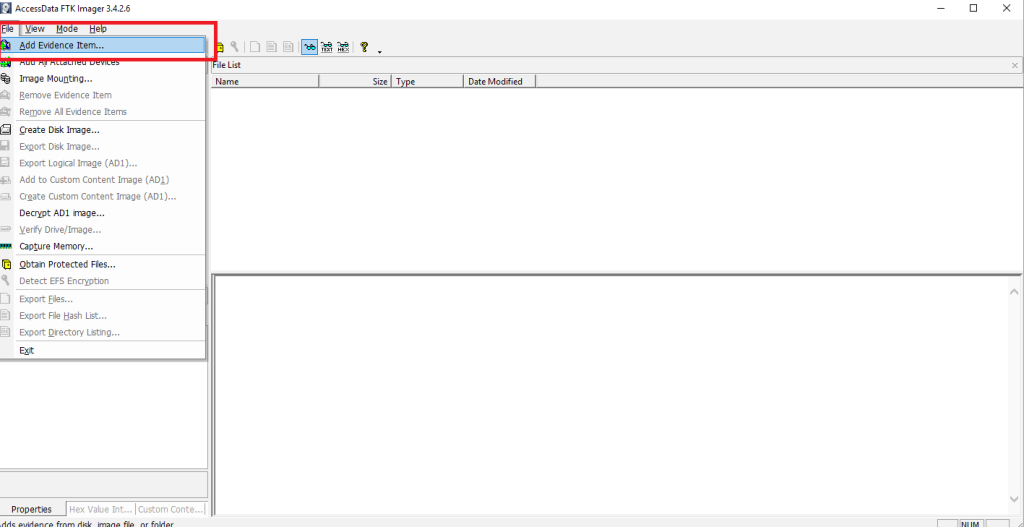 AccessData FTK Imager 3.4.2.6
File View Mode Help
Add Evidence Item...
Add All Attached Devices
Image Mounting...
Remove Evidence Item
Remove All Evidence Items
Create Disk Image...
Export Disk Image...
Export Logical Image (AD1)...
Add to Custom Content Image (AD1)
Create Custom Content Image (AD1)...
Decrypt AD1 image...
Verify Drive/Image...
Capture Memory...
Obtain Protected Files...
Detect EFS Encryption
Export Files...
Export File Hash List...
Export Directory Listing...
Exit
TEXT HEX
File List
Name Size Type Date Modified
Properties Hex Value Int... Custom Conte...
Adds evidence from disk, image file, or folder
NUM